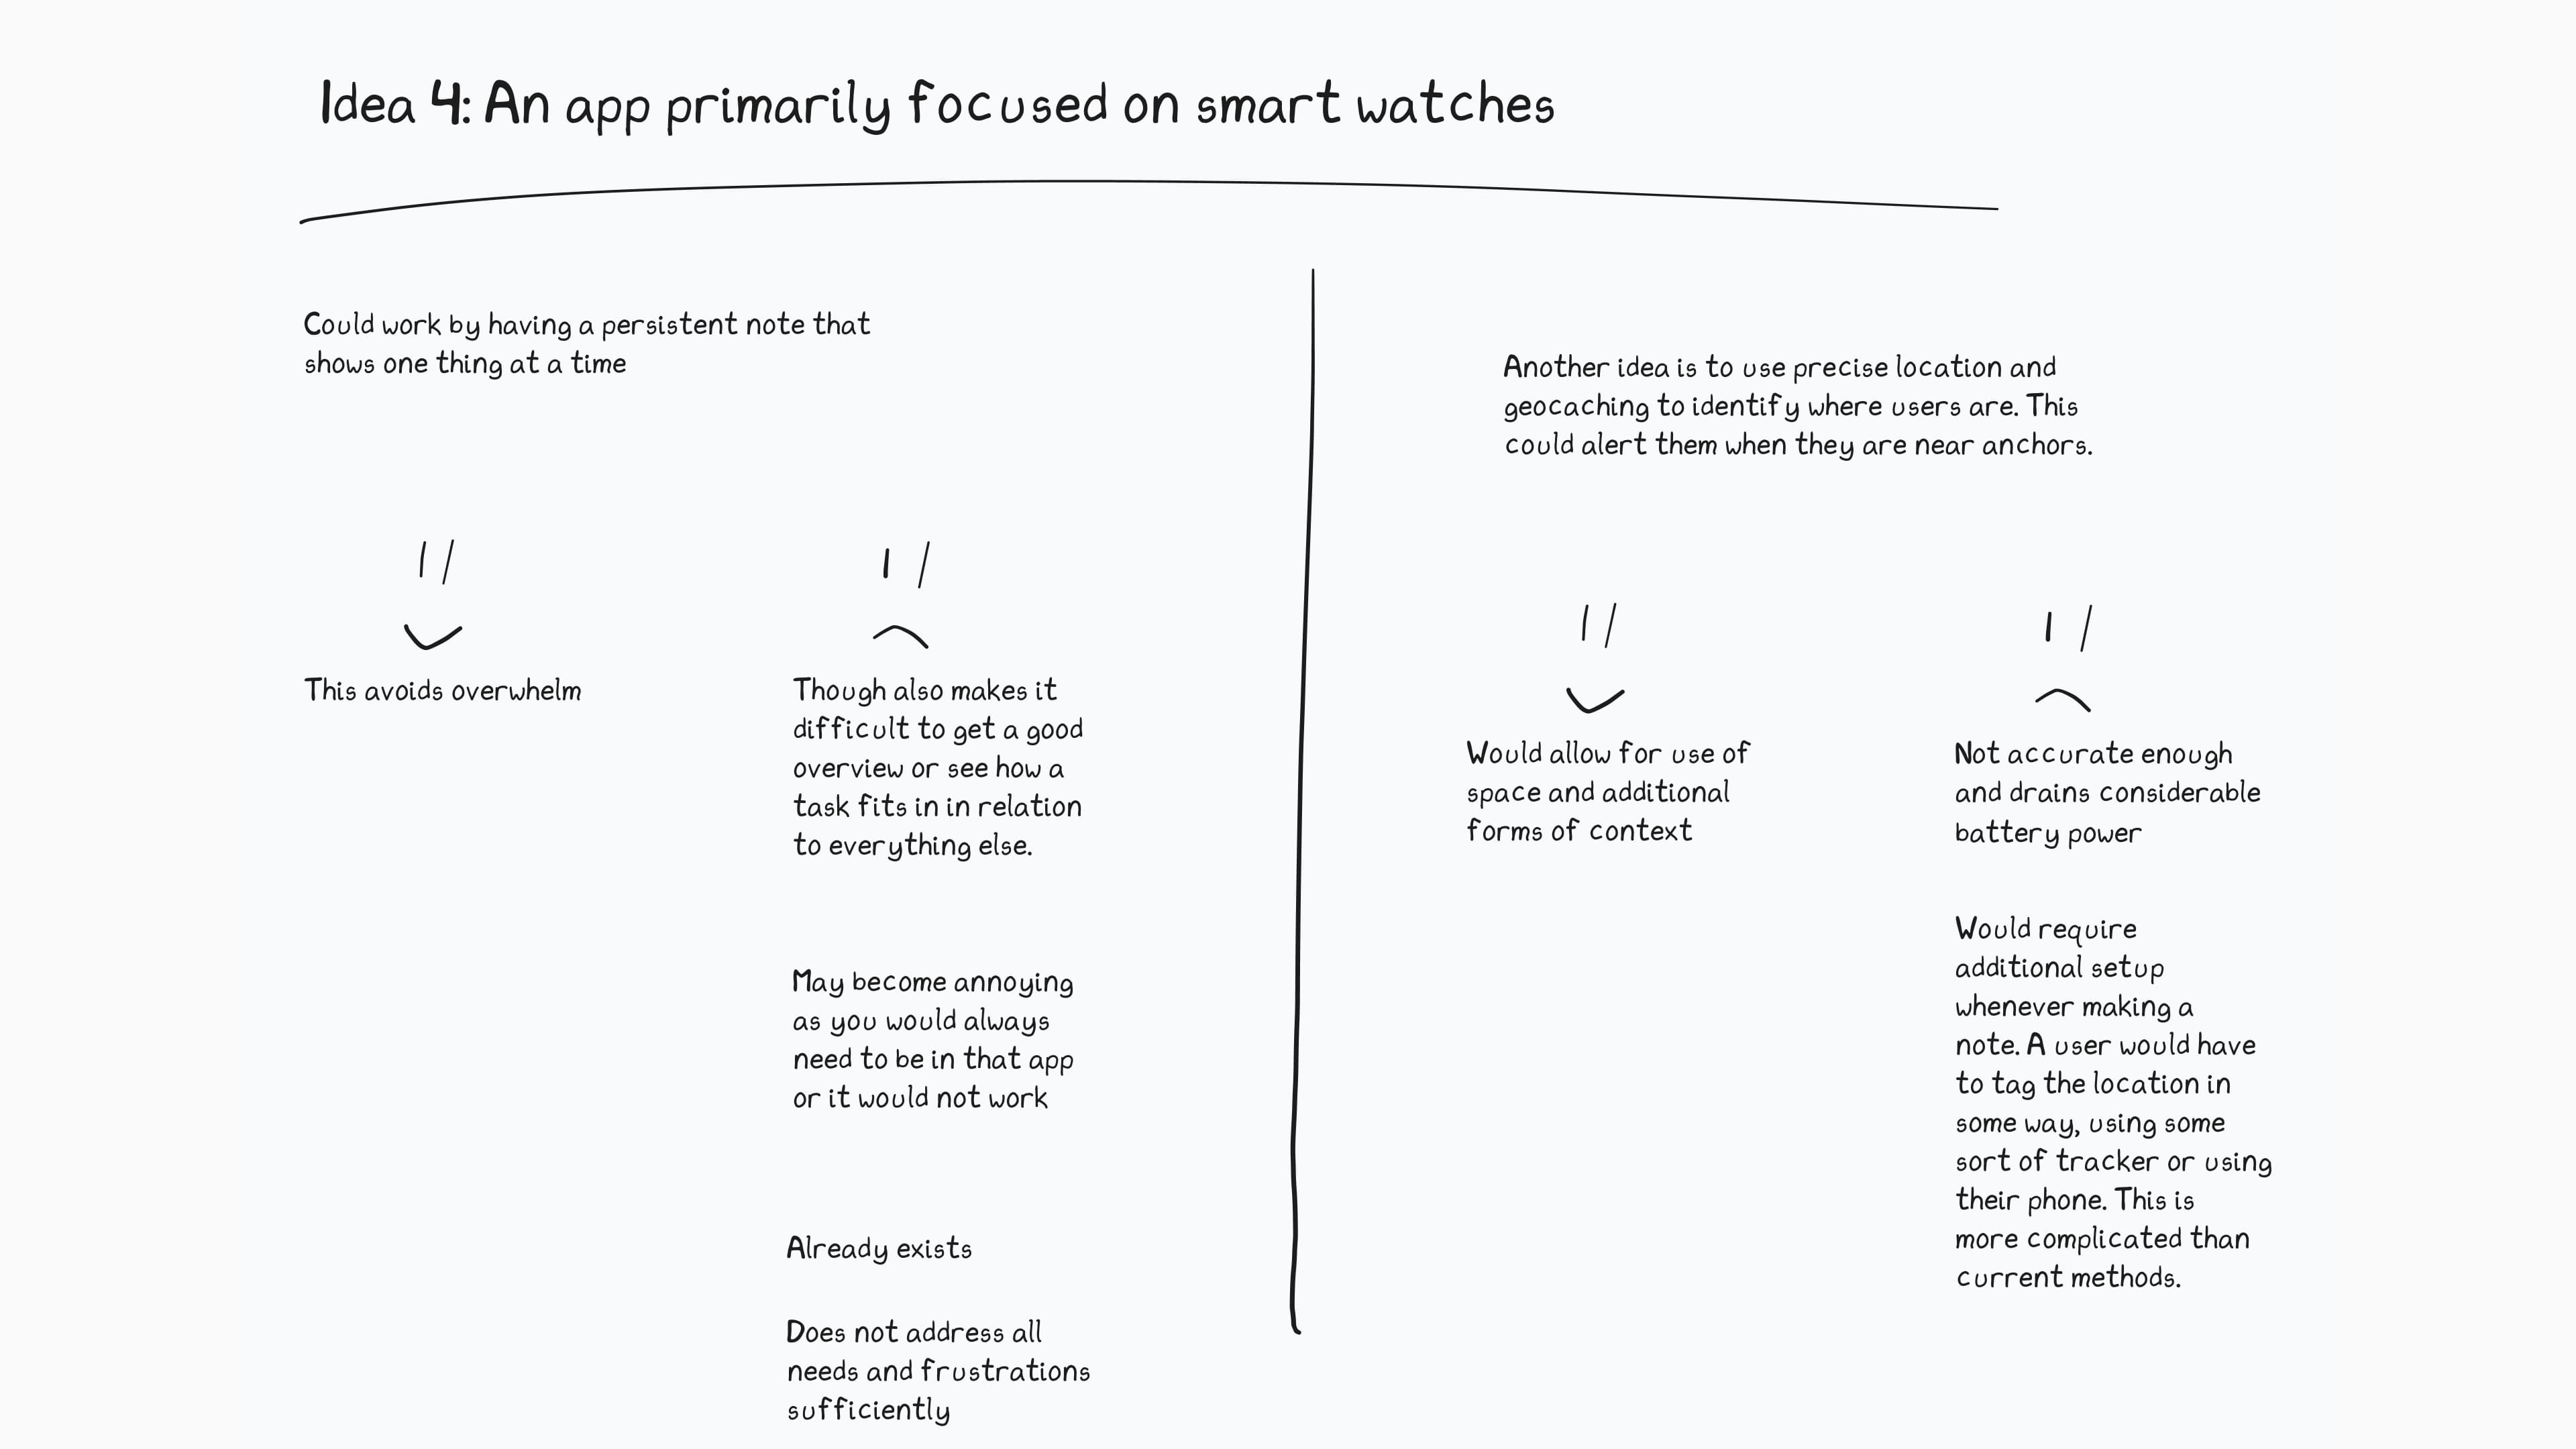 Idea 4: An app primarily focused on smart watches
Could work by having a persistent note that
shows one thing at a time
This avoids overwhelm
Though also makes it
difficult to get a good
overview or see how a
task fits in in relation
to everything else.
May become annoying
as you would always
need to be in that app
or it would not work
Already exists
Does not address all
needs and frustrations
sufficiently
Another idea is to use precise location and
geocaching to identify where users are. This
could alert them when they are near anchors.
Would allow for use of
space and additional
forms of context
Not accurate enough
and drains considerable
battery power
Would require
additional setup
whenever making a
note. A user would have
to tag the location in
some way, using some
sort of tracker or using
their phone. This is
more complicated than
current methods.